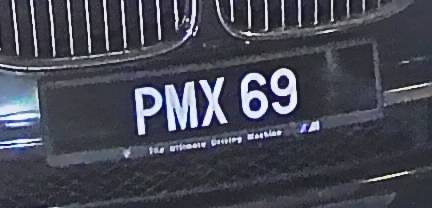 PMX 69
The Ultimate Driving Machine